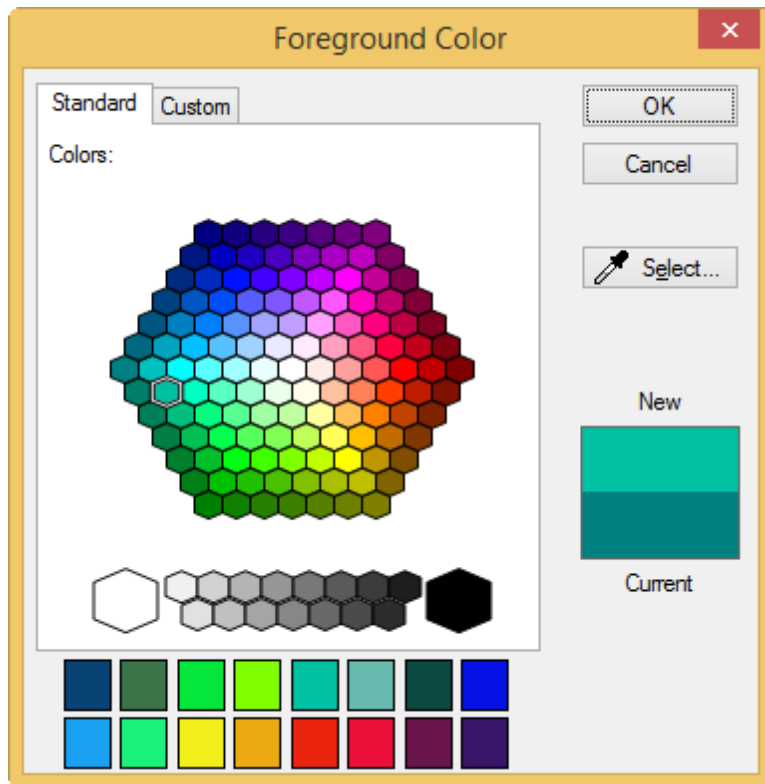 Foreground Color
Standard
Custom
Colors:
OK
Cancel
Select...
New
Current